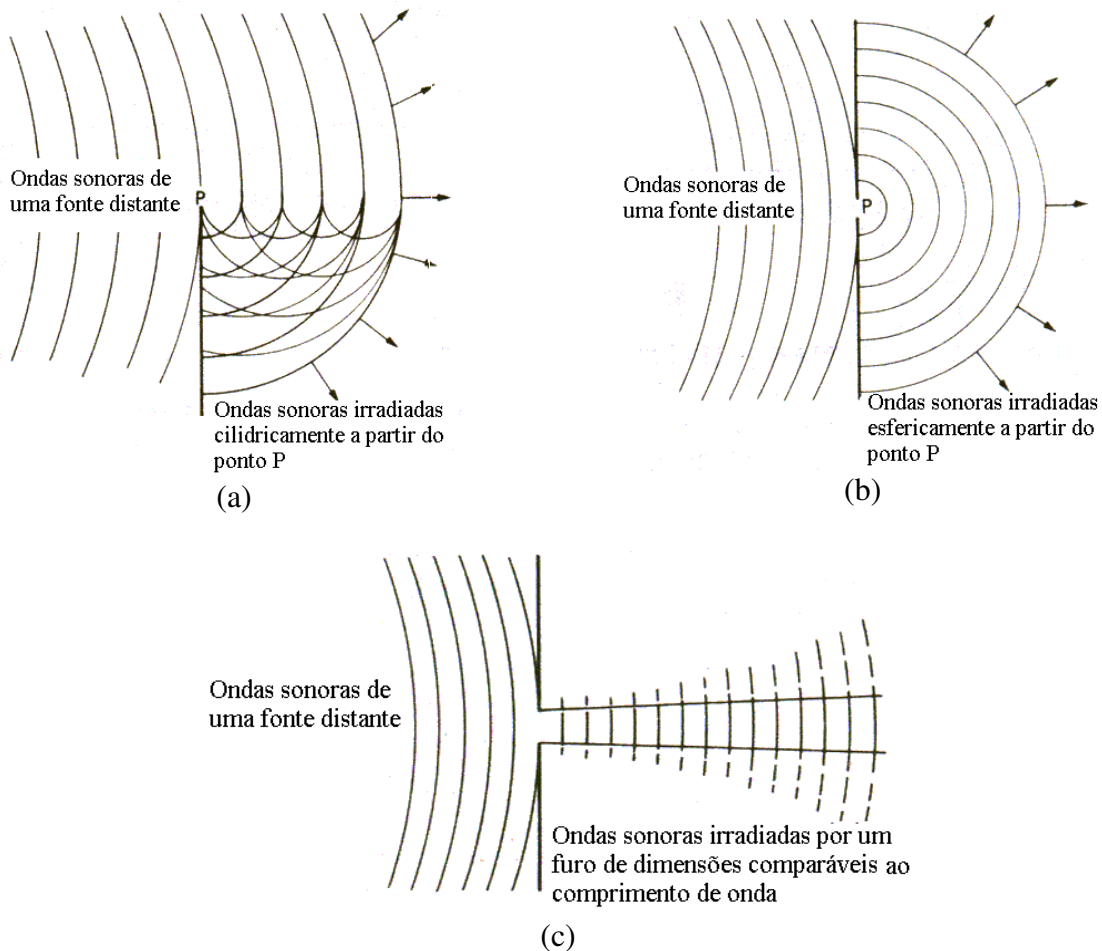 Ondas sonoras de
uma fonte distante
P
Ondas sonoras irradiadas
cilidricamente a partir do
ponto P
(a)
Ondas sonoras de
uma fonte distante
P
Ondas sonoras irradiadas
esfericamente a partir do
ponto P
(b)
Ondas sonoras de
uma fonte distante
Ondas sonoras irradiadas por um
furo de dimensões comparáveis ao
comprimento de onda
(c)